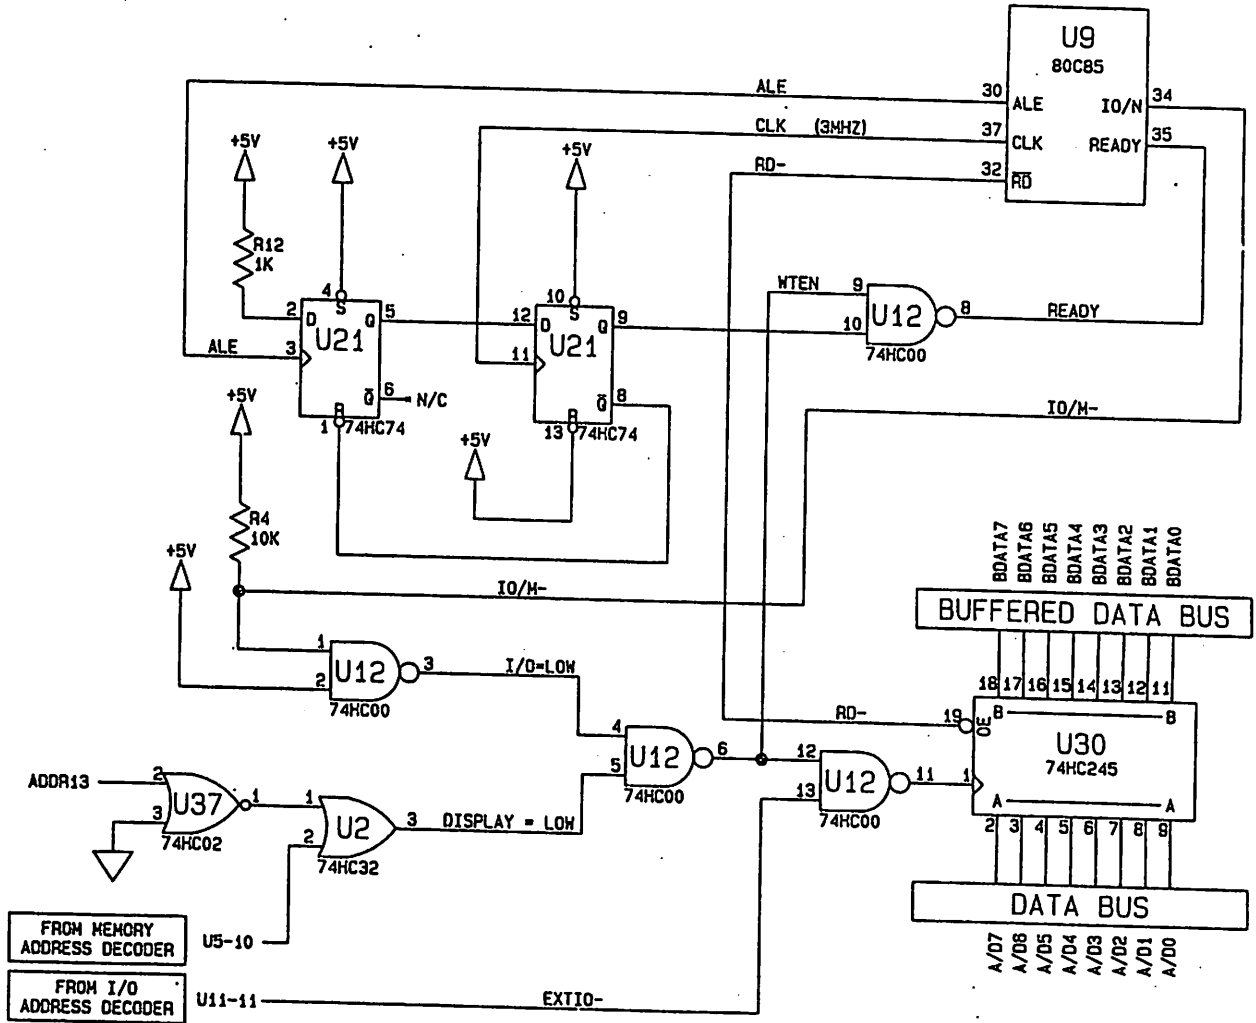 U9
80C85
30 ALE
37 CLK
32 RD
IO/N 34
READY 35
ALE
CLK (3MHZ)
RD-
+5V
+5V
+5V
R12
1K
4
S
2 D
Q 5
U21
3
ALE
Q 6
N/C
R
1
74HC74
10
S
12 D
Q 9
U21
11
Q 8
R
13
74HC74
+5V
WTEN
9
10
U12
8
READY
74HC00
IO/M-
+5V
R4
10K
+5V
IO/M-
1
2
U12
3
74HC00
I/O=LOW
4
5
U12
6
74HC00
12
13
U12
11
74HC00
ADDR13
2
3
U37
1
74HC02
1
2
U2
3
74HC32
DISPLAY = LOW
RD-
BDATA7
BDATA6
BDATA5
BDATA4
BDATA3
BDATA2
BDATA1
BDATA0
BUFFERED DATA BUS
18 17 16 15 14 13 12 11
19
OE
B B
U30
74HC245
1
A A
2 3 4 5 6 7 8 9
DATA BUS
A/D7
A/D6
A/D5
A/D4
A/D3
A/D2
A/D1
A/D0
FROM MEMORY
ADDRESS DECODER
U5-10
FROM I/O
ADDRESS DECODER
U11-11
EXTIO-